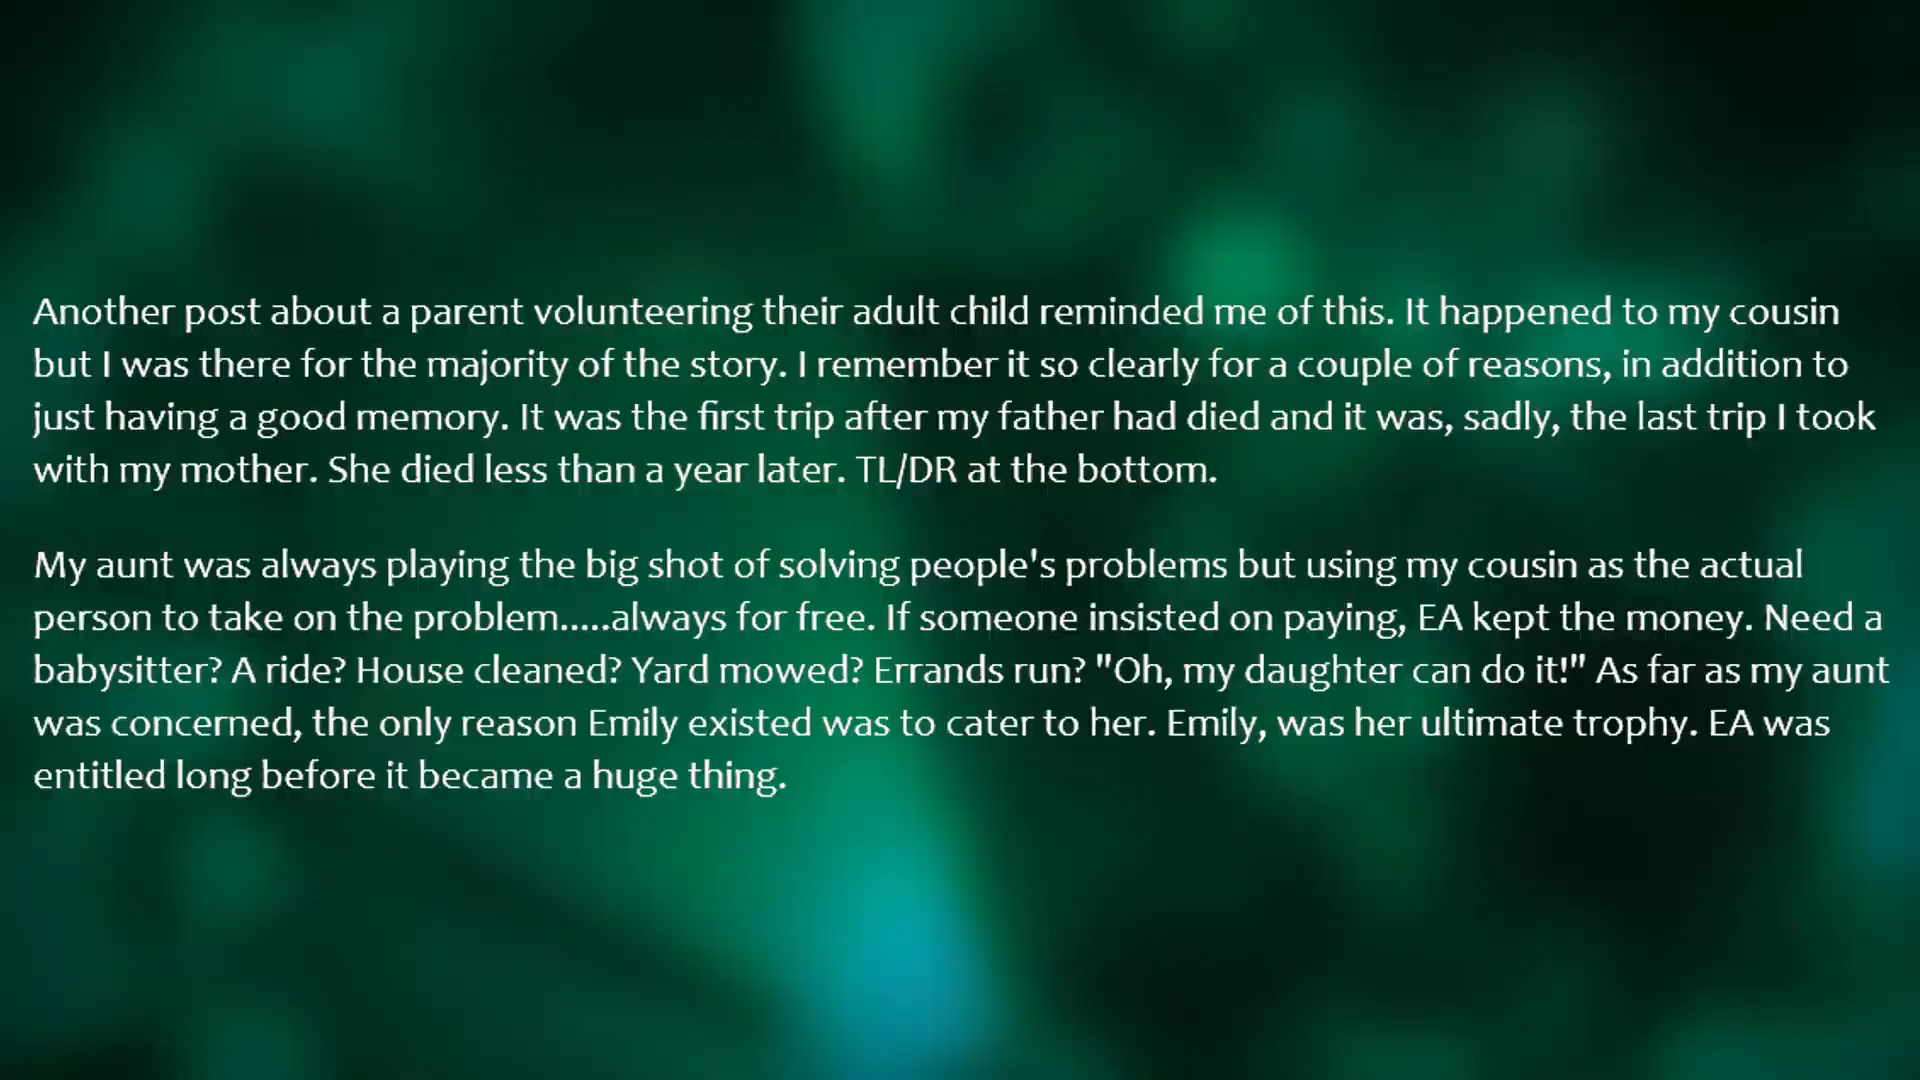 Another post about a parent volunteering their adult child reminded me of this. It happened to my cousin
but I was there for the majority of the story. I remember it so clearly for a couple of reasons, in addition to
just having a good memory. It was the first trip after my father had died and it was, sadly, the last trip I took
with my mother. She died less than a year later. TL/DR at the bottom.
My aunt was always playing the big shot of solving people's problems but using my cousin as the actual
person to take on the problem.....always for free. If someone insisted on paying, EA kept the money. Need a
babysitter? A ride? House cleaned? Yard mowed? Errands run? "Oh, my daughter can do it!" As far as my aunt
was concerned, the only reason Emily existed was to cater to her. Emily, was her ultimate trophy. EA was
entitled long before it became a huge thing.